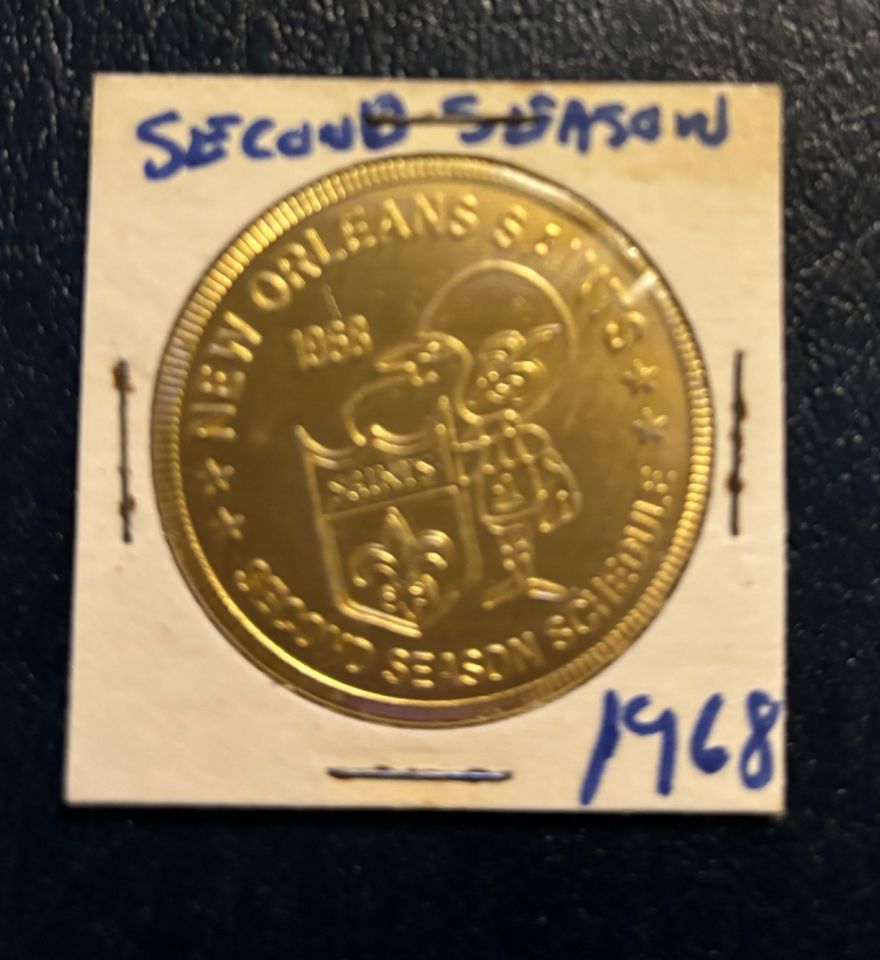 SECOND SEASON
NEW ORLEANS SAINTS
1968
SAINTS
SECOND SEASON SCHEDULE
1968